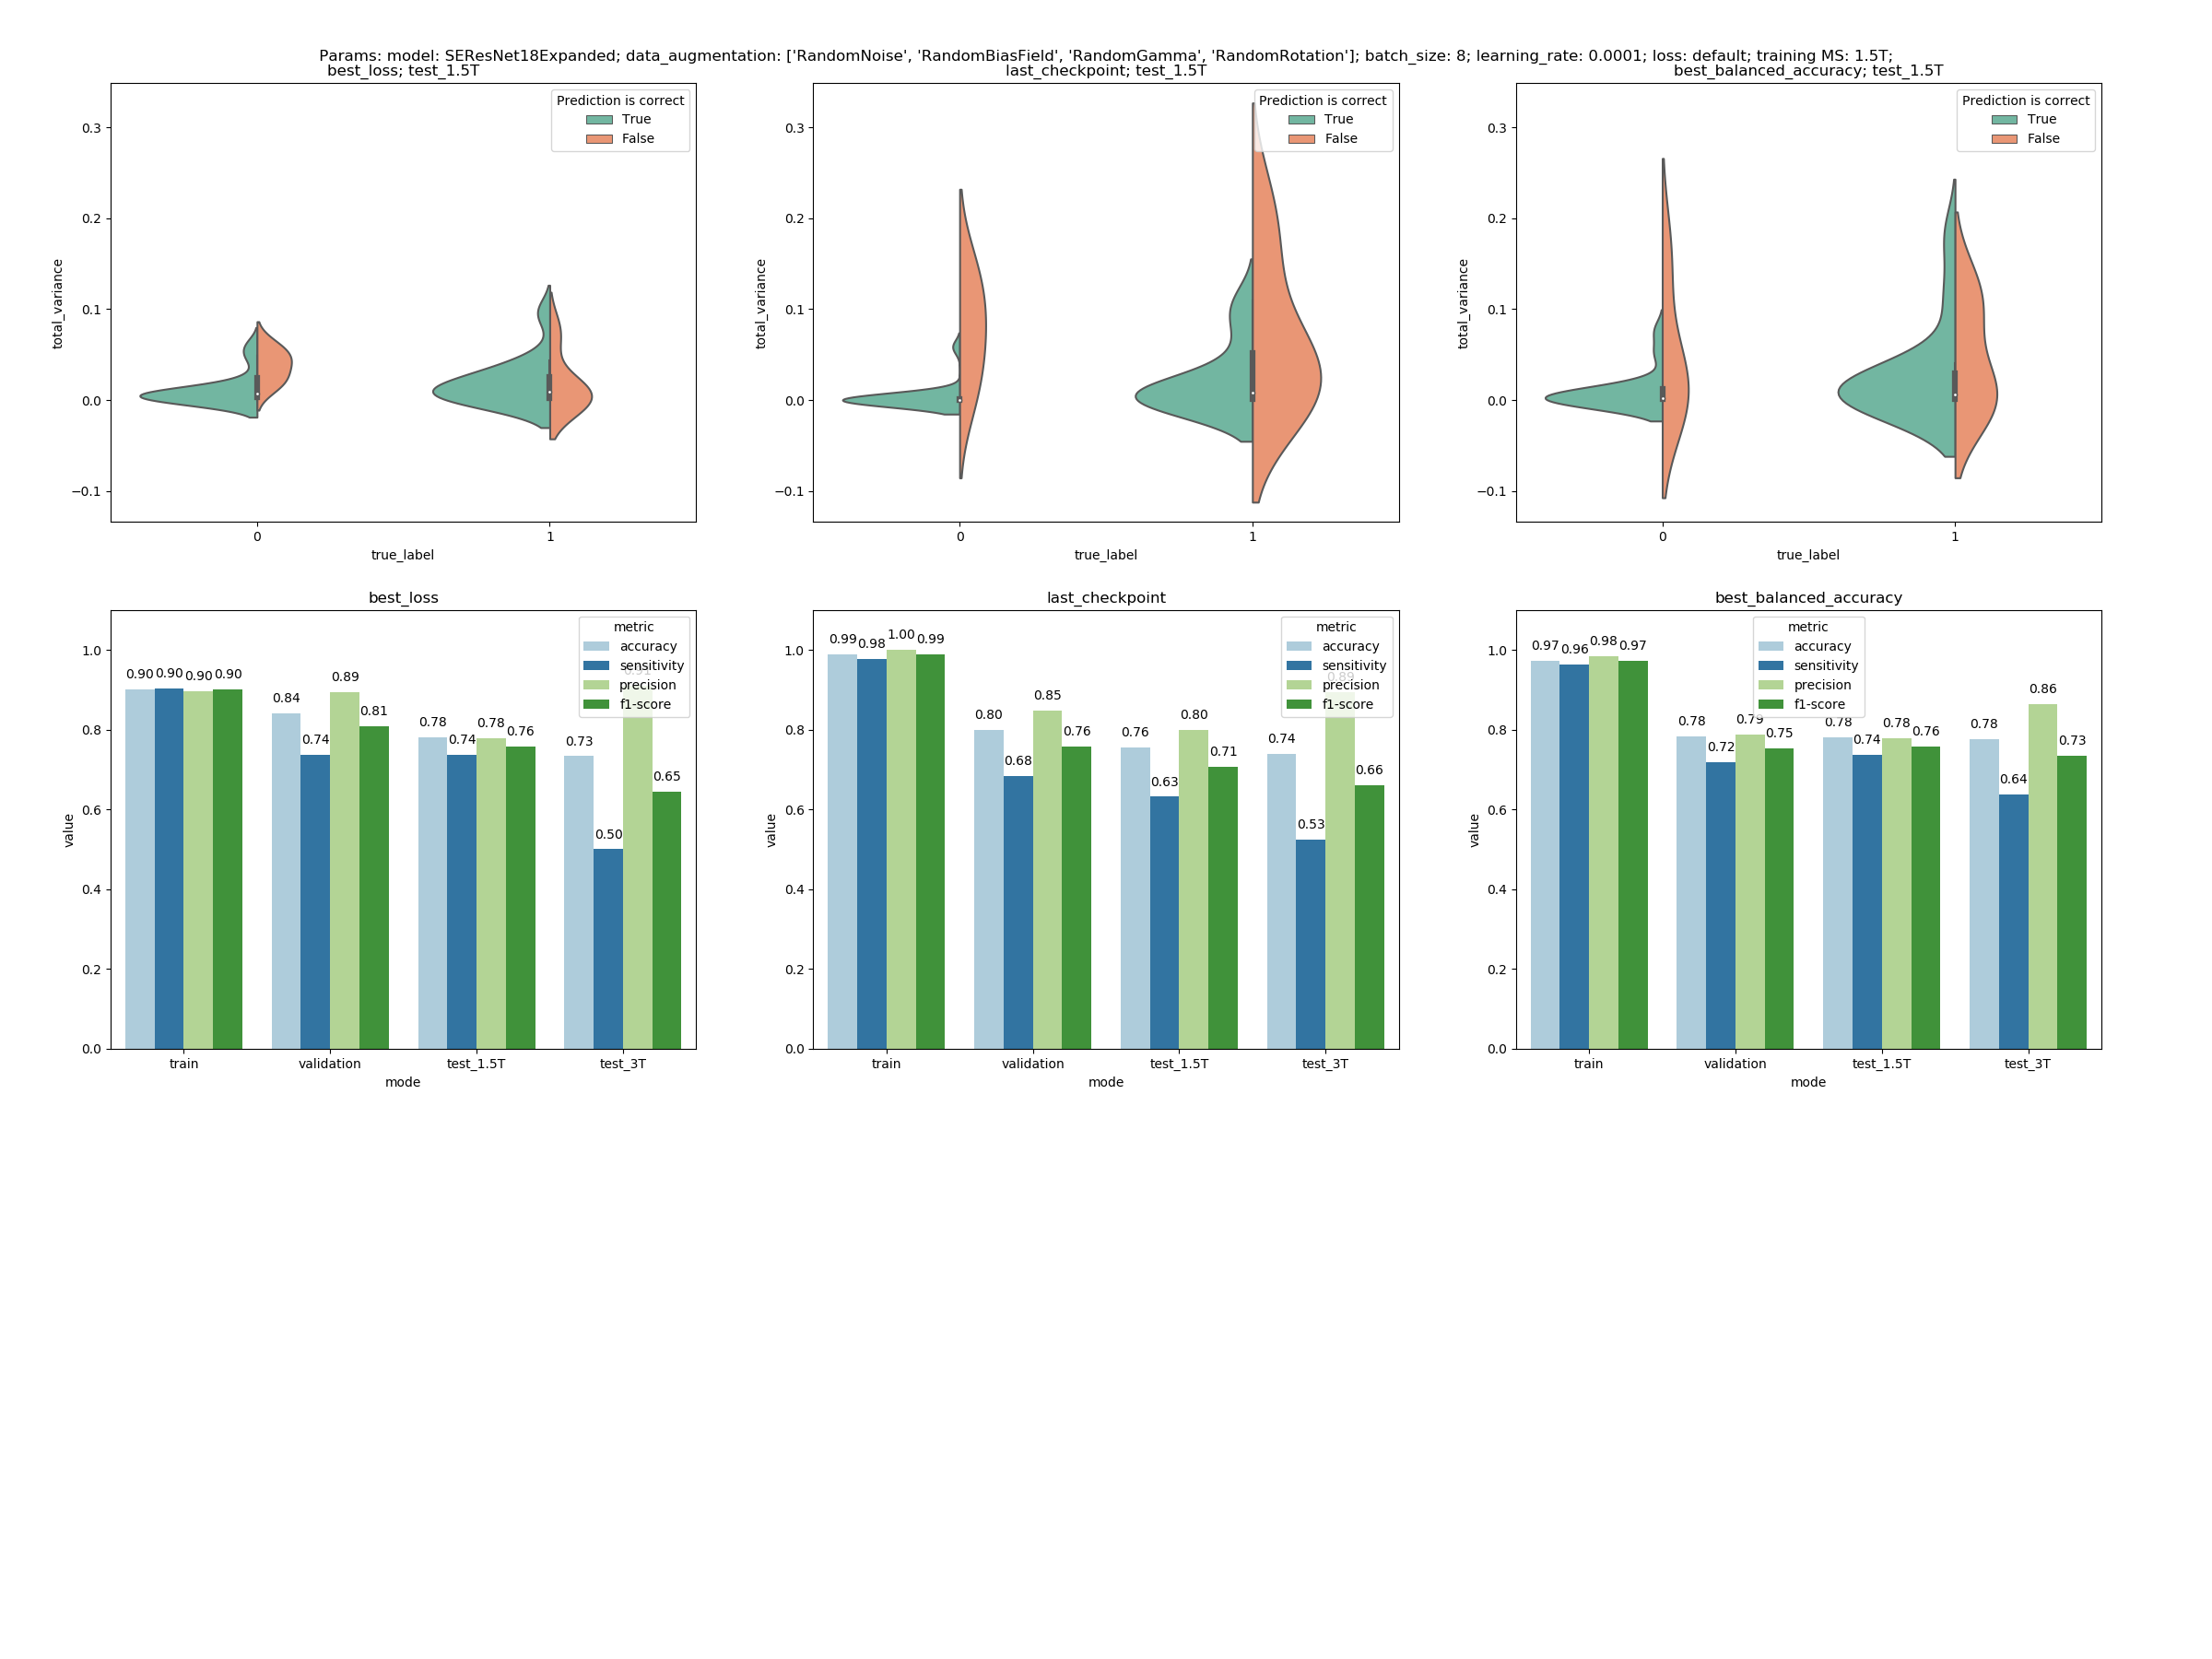 Params: model: SEResNet18Expanded; data_augmentation: ['RandomNoise', 'RandomBiasField', 'RandomGamma', 'RandomRotation']; batch_size: 8; learning_rate: 0.0001; loss: default; training MS: 1.5T;
best_loss; test_1.5T
Prediction is correct
True
False
0.3
0.2
0.1
0.0
−0.1
total_variance
0 1
true_label
last_checkpoint; test_1.5T
Prediction is correct
True
False
0.3
0.2
0.1
0.0
−0.1
total_variance
0 1
true_label
best_balanced_accuracy; test_1.5T
Prediction is correct
True
False
0.3
0.2
0.1
0.0
−0.1
total_variance
0 1
true_label
best_loss
metric
accuracy
sensitivity
precision
f1-score
1.0
0.8
0.6
0.4
0.2
0.0
value
0.90 0.90 0.90 0.90
0.84 0.74 0.89 0.81
0.78 0.74 0.78 0.76
0.73 0.50 0.91 0.65
train validation test_1.5T test_3T
mode
last_checkpoint
metric
accuracy
sensitivity
precision
f1-score
1.0
0.8
0.6
0.4
0.2
0.0
value
0.99 0.98 1.00 0.99
0.80 0.68 0.85 0.76
0.76 0.63 0.80 0.71
0.74 0.53 0.89 0.66
train validation test_1.5T test_3T
mode
best_balanced_accuracy
metric
accuracy
sensitivity
precision
f1-score
1.0
0.8
0.6
0.4
0.2
0.0
value
0.97 0.96 0.98 0.97
0.78 0.72 0.79 0.75
0.78 0.74 0.78 0.76
0.78 0.64 0.86 0.73
train validation test_1.5T test_3T
mode